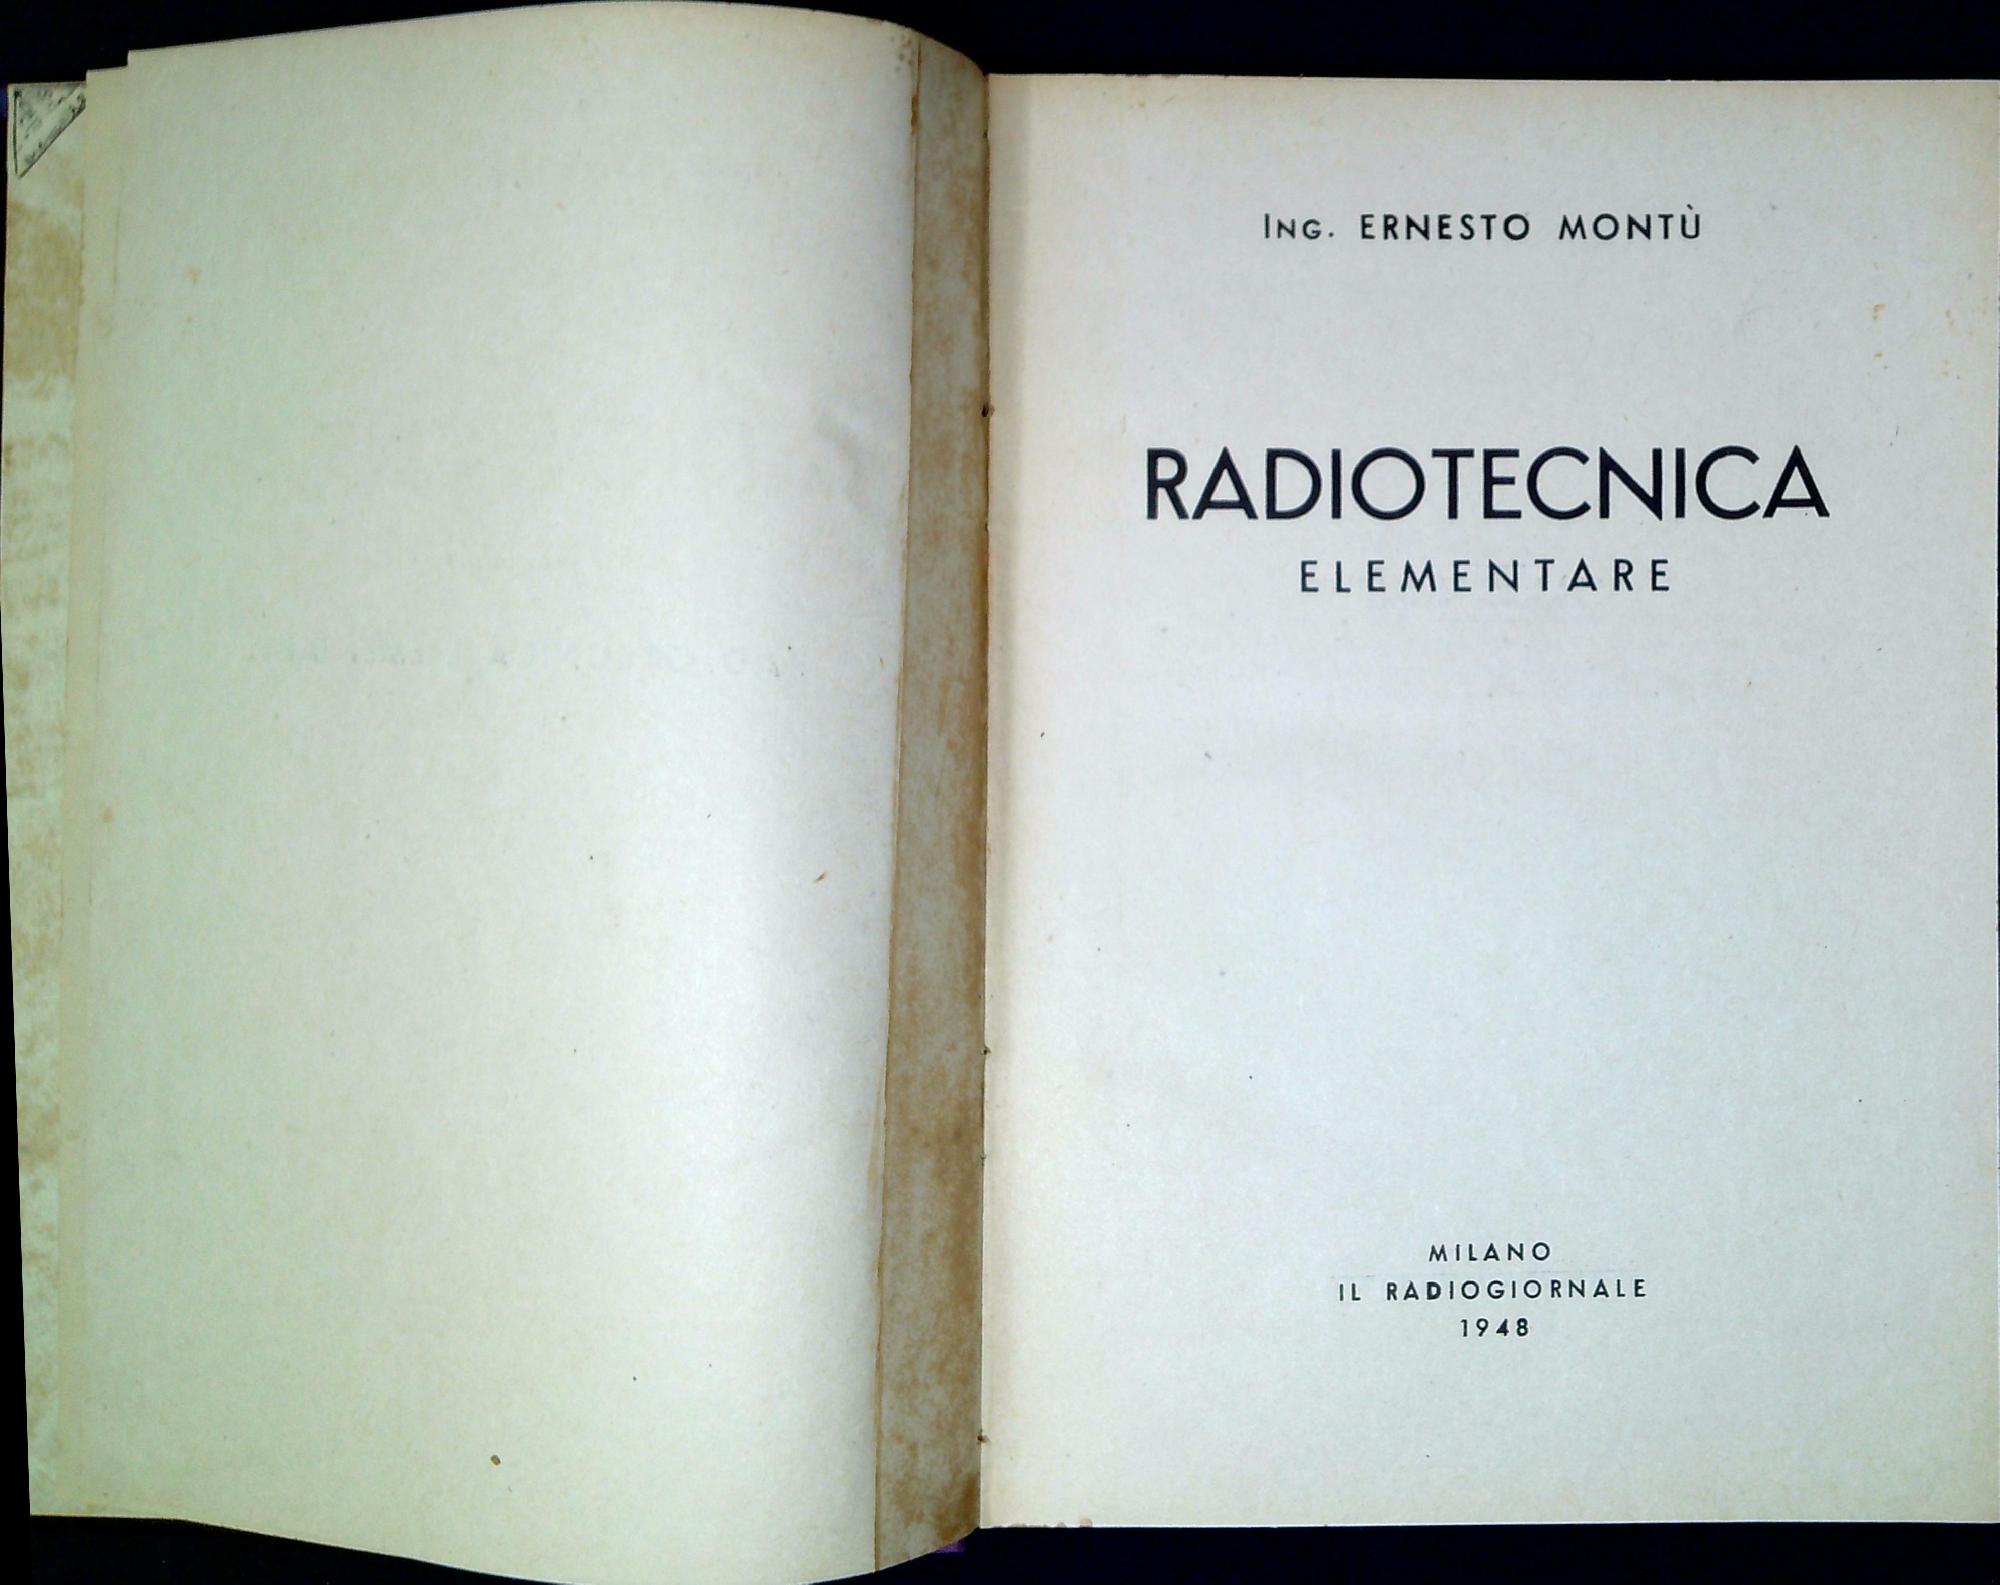 ING. ERNESTO MONTÙ
RADIOTECNICA
ELEMENTARE
MILANO
IL RADIOGIORNALE
1948